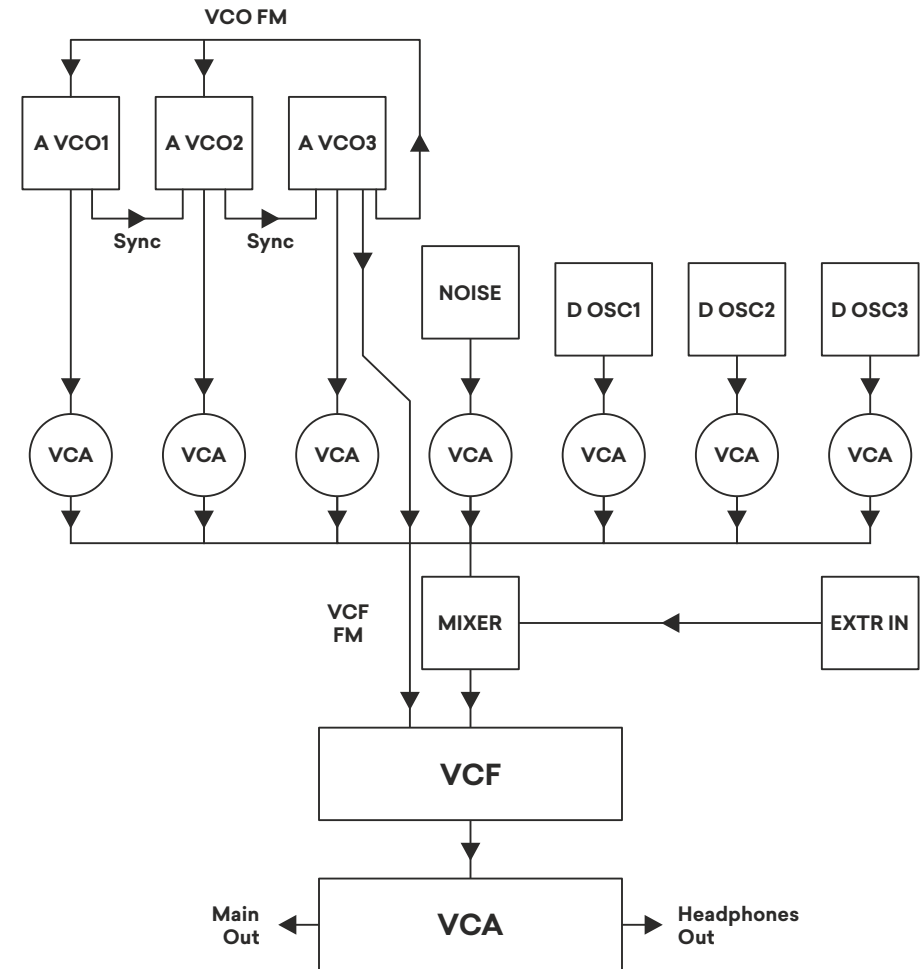 VCO FM
A VCO1
A VCO2
A VCO3
Sync
Sync
NOISE
D OSC1
D OSC2
D OSC3
VCA
VCA
VCA
VCA
VCA
VCA
VCA
VCF
FM
MIXER
EXTR IN
VCF
Main
Out
VCA
Headphones
Out